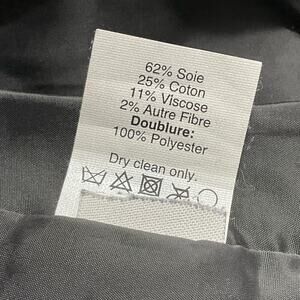 62% Soie
25% Coton
11% Viscose
2% Autre Fibre
Doublure:
100% Polyester
Dry clean only.